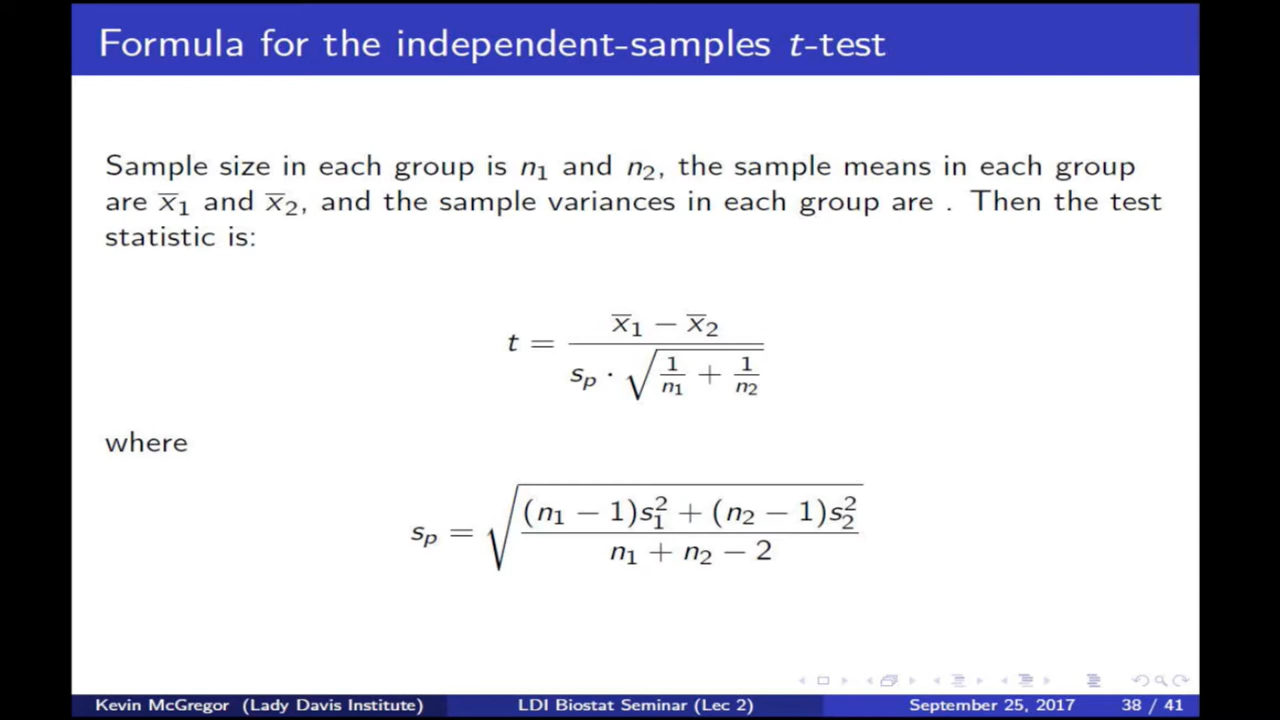 Formula for the independent-samples t-test
Sample size in each group is n₁ and n₂, the sample means in each group
are x̅₁ and x̅₂, and the sample variances in each group are . Then the test
statistic is:
t = (x̅₁ − x̅₂) / (sₚ · √(1/n₁ + 1/n₂))
where
sₚ = √(((n₁ − 1)s₁² + (n₂ − 1)s₂²) / (n₁ + n₂ − 2))
Kevin McGregor (Lady Davis Institute) LDI Biostat Seminar (Lec 2) September 25, 2017 38 / 41